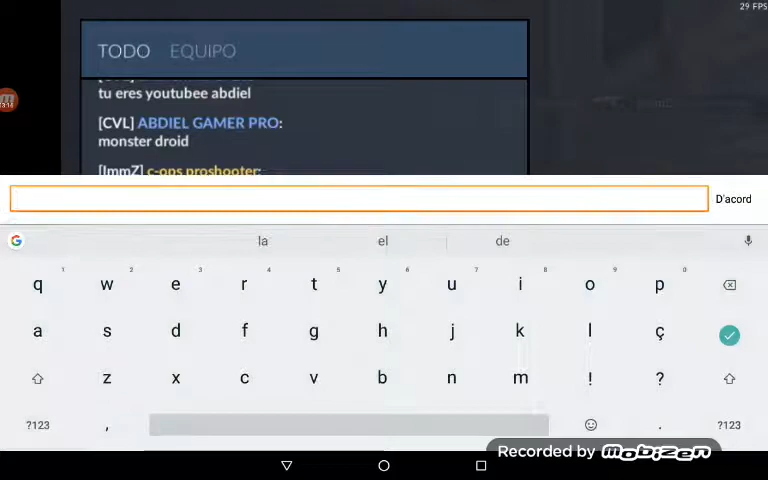 29 FPS
TODO EQUIPO
tu eres youtubee abdiel
[CVL] ABDIEL GAMER PRO:
monster droid
[ImmZ] c-ops proshooter:
D'acord
la el de
1 2 3 4 5 6 7 8 9 0
q w e r t y u i o p
a s d f g h j k l ç
z x c v b n m ! ?
?123 , . ?123
Recorded by mobizen